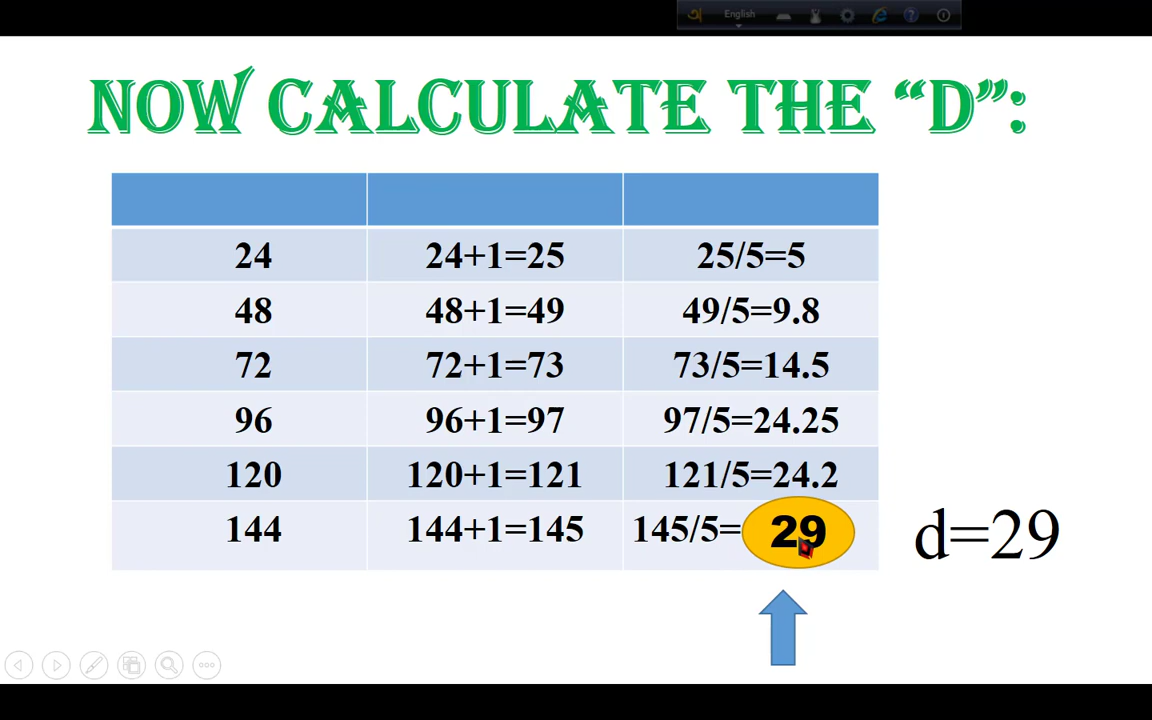 English
NOW CALCULATE THE “D”:
24 24+1=25 25/5=5
48 48+1=49 49/5=9.8
72 72+1=73 73/5=14.5
96 96+1=97 97/5=24.25
120 120+1=121 121/5=24.2
144 144+1=145 145/5= 29
d=29